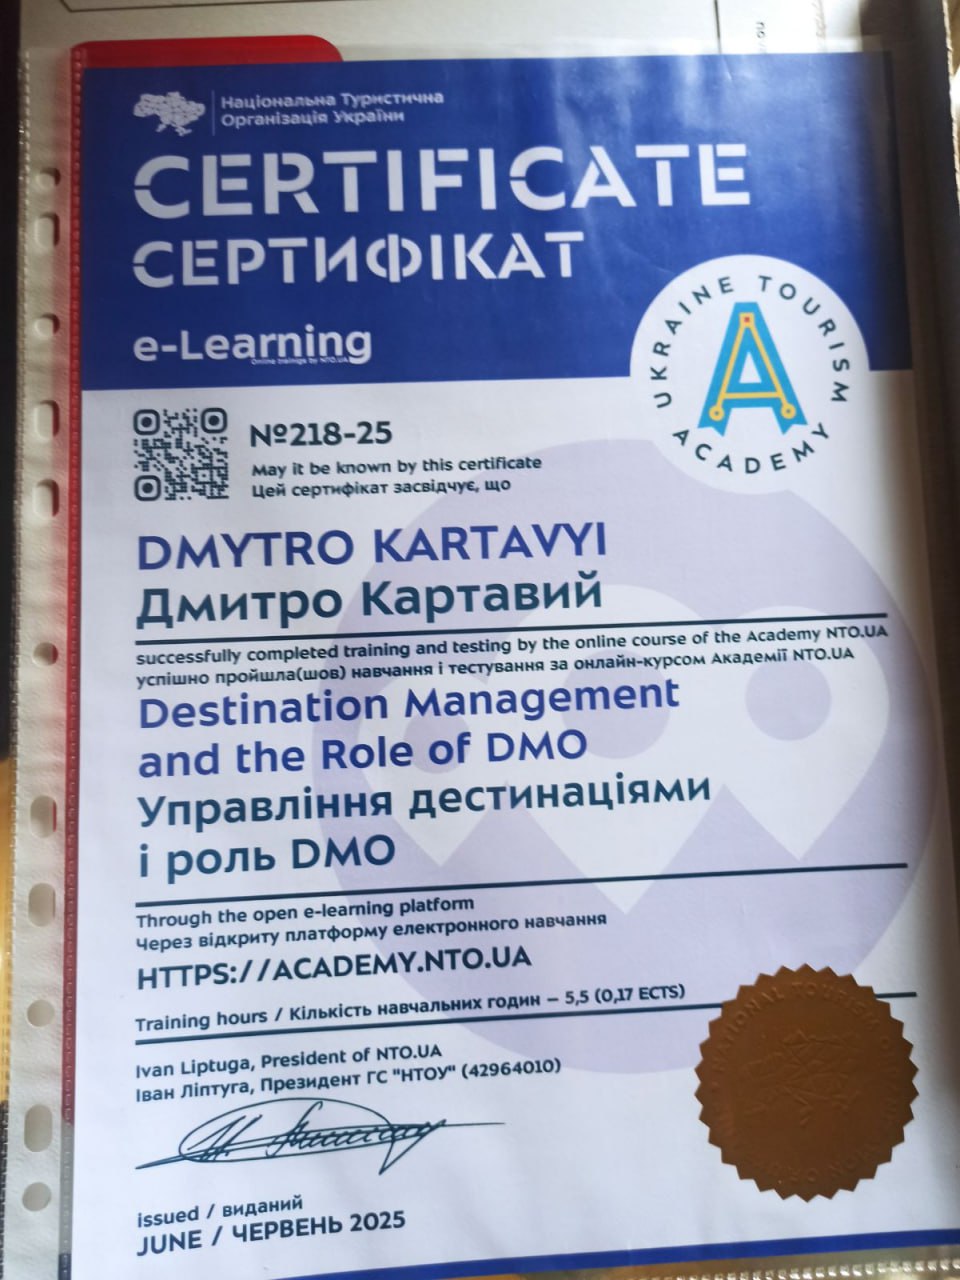 Національна Туристична
Організація України
CERTIFICATE
СЕРТИФІКАТ
e-Learning
Online trainigs by NTO.UA
UKRAINE TOURISM
ACADEMY
№218-25
May it be known by this certificate
Цей сертифікат засвідчує, що
DMYTRO KARTAVYI
Дмитро Картавий
successfully completed training and testing by the online course of the Academy NTO.UA
успішно пройшла(шов) навчання і тестування за онлайн-курсом Академії NTO.UA
Destination Management
and the Role of DMO
Управління дестинаціями
і роль DMO
Through the open e-learning platform
Через відкриту платформу електронного навчання
HTTPS://ACADEMY.NTO.UA
Training hours / Кількість навчальних годин – 5,5 (0,17 ECTS)
Ivan Liptuga, President of NTO.UA
Іван Ліптуга, Президент ГС "НТОУ" (42964010)
issued / виданий
JUNE / ЧЕРВЕНЬ 2025